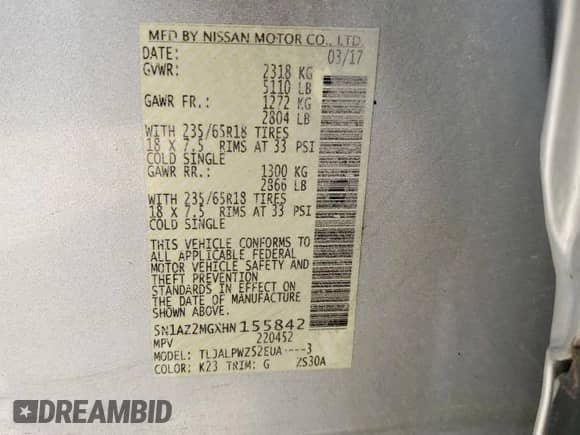 MFD BY NISSAN MOTOR CO., LTD.
DATE: 03/17
GVWR: 2318 KG
5110 LB
GAWR FR.: 1272 KG
2804 LB
WITH 235/65R18 TIRES
18 X 7.5 RIMS AT 33 PSI
COLD SINGLE
GAWR RR.: 1300 KG
2866 LB
WITH 235/65R18 TIRES
18 X 7.5 RIMS AT 33 PSI
COLD SINGLE
THIS VEHICLE CONFORMS TO
ALL APPLICABLE FEDERAL
MOTOR VEHICLE SAFETY AND
THEFT PREVENTION
STANDARDS IN EFFECT ON
THE DATE OF MANUFACTURE
SHOWN ABOVE.
5N1AZ2MGXHN155842
MPV 220452
MODEL: TLJALPWZ52EUA----3
COLOR: K23 TRIM: G ZS30A
DREAMBID